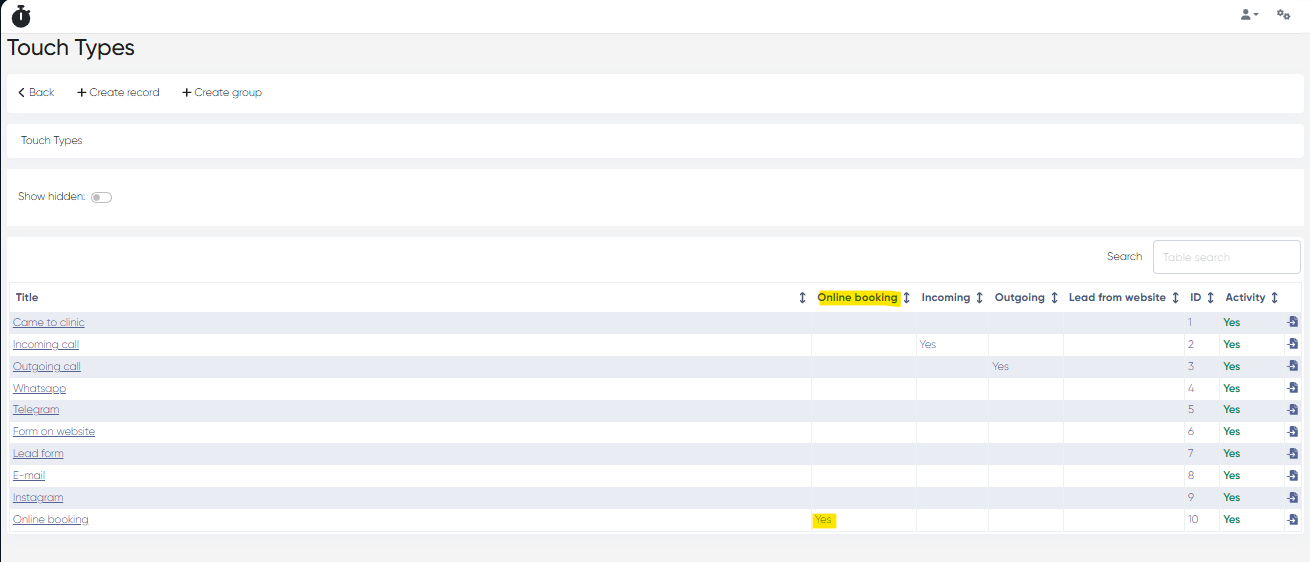 Touch Types
Back Create record Create group
Touch Types
Show hidden:
Search Table search
Title Online booking Incoming Outgoing Lead from website ID Activity
Came to clinic 1 Yes
Incoming call Yes 2 Yes
Outgoing call Yes 3 Yes
Whatsapp 4 Yes
Telegram 5 Yes
Form on website 6 Yes
Lead form 7 Yes
E-mail 8 Yes
Instagram 9 Yes
Online booking Yes 10 Yes